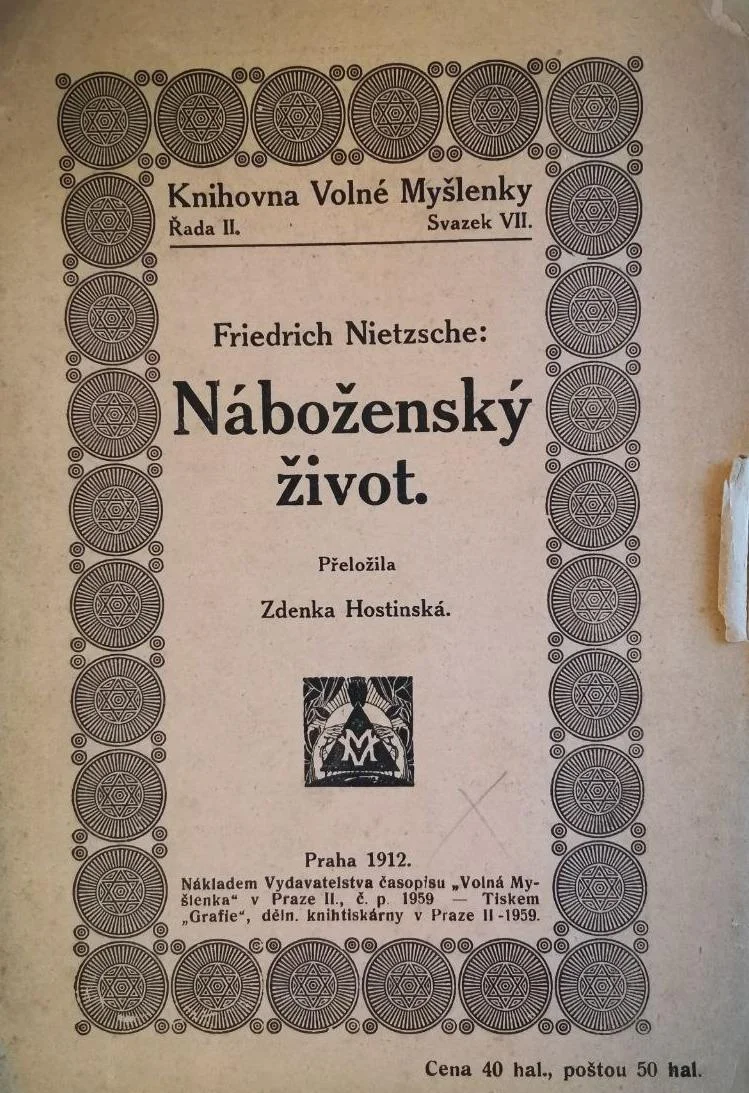 Knihovna Volné Myšlenky
Řada II. Svazek VII.
Friedrich Nietzsche:
Náboženský
život.
Přeložila
Zdenka Hostinská.
VM
Praha 1912.
Nákladem Vydavatelstva časopisu „Volná My-
šlenka“ v Praze II., č. p. 1959 — Tiskem
„Grafie“, děln. knihtiskárny v Praze II-1959.
Cena 40 hal., poštou 50 hal.